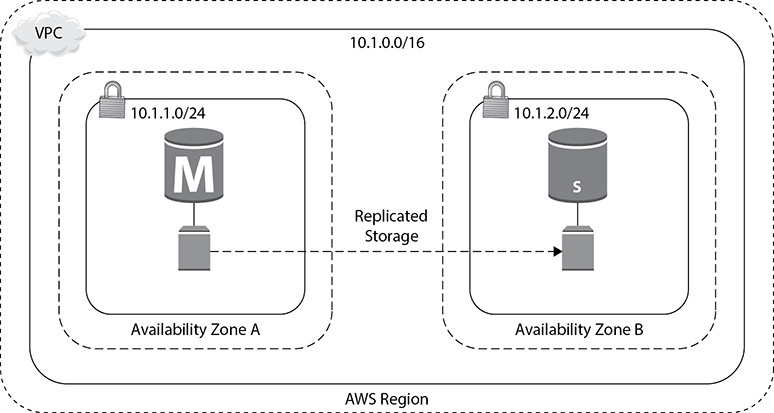 VPC
10.1.0.0/16
10.1.1.0/24
10.1.2.0/24
M
S
Replicated
Storage
Availability Zone A
Availability Zone B
AWS Region